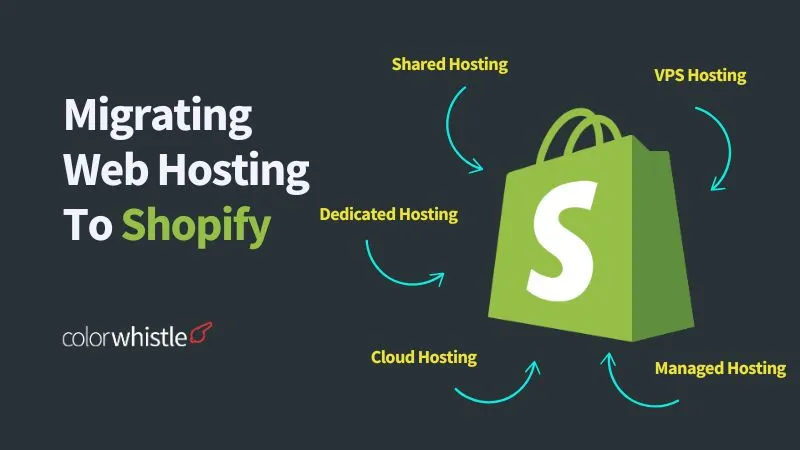 Migrating
Web Hosting
To Shopify
colorwhistle
Shared Hosting
VPS Hosting
Dedicated Hosting
Cloud Hosting
Managed Hosting
S